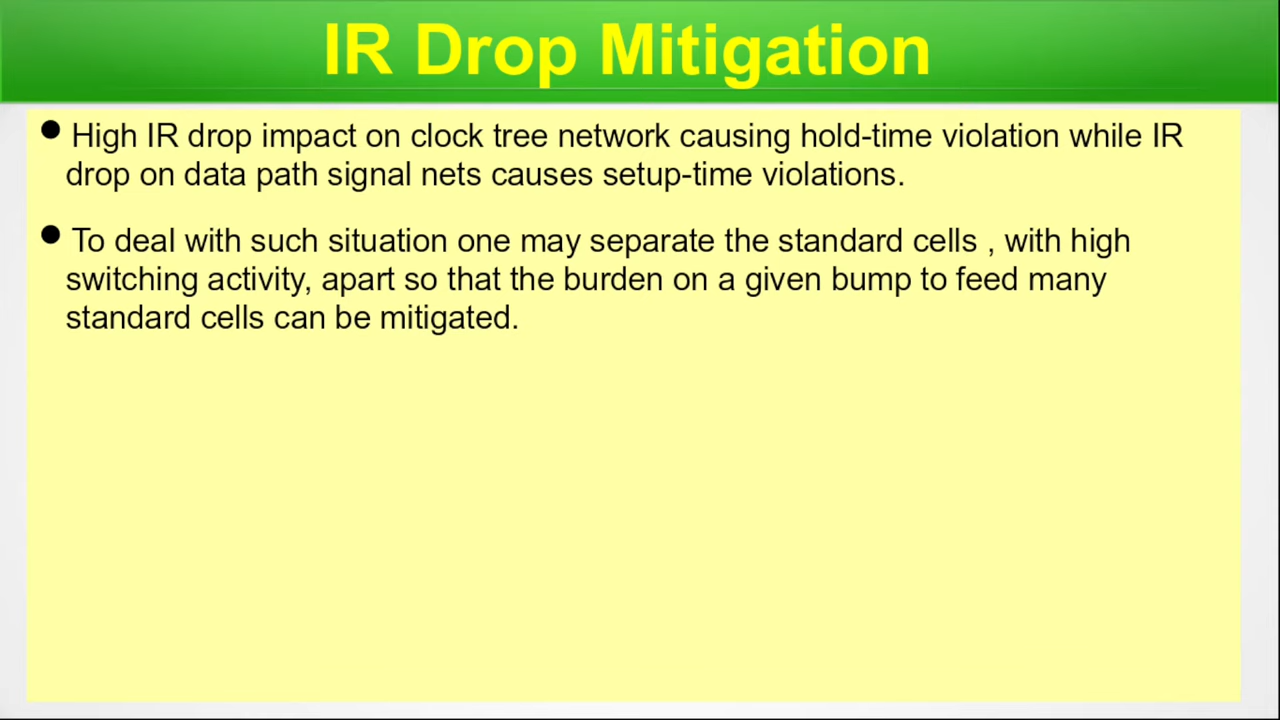 IR Drop Mitigation
● High IR drop impact on clock tree network causing hold-time violation while IR
drop on data path signal nets causes setup-time violations.
● To deal with such situation one may separate the standard cells , with high
switching activity, apart so that the burden on a given bump to feed many
standard cells can be mitigated.